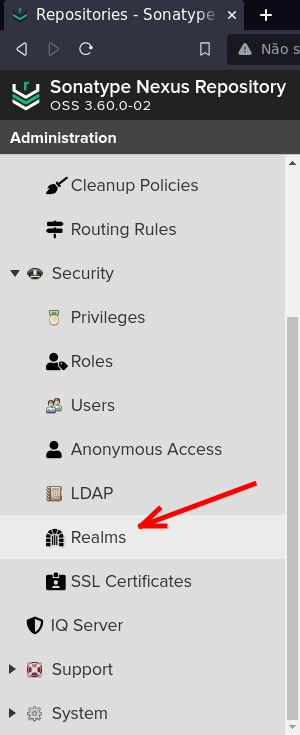 Repositories - Sonatype
Não s
Sonatype Nexus Repository
OSS 3.60.0-02
Administration
Cleanup Policies
Routing Rules
Security
Privileges
Roles
Users
Anonymous Access
LDAP
Realms
SSL Certificates
IQ Server
Support
System